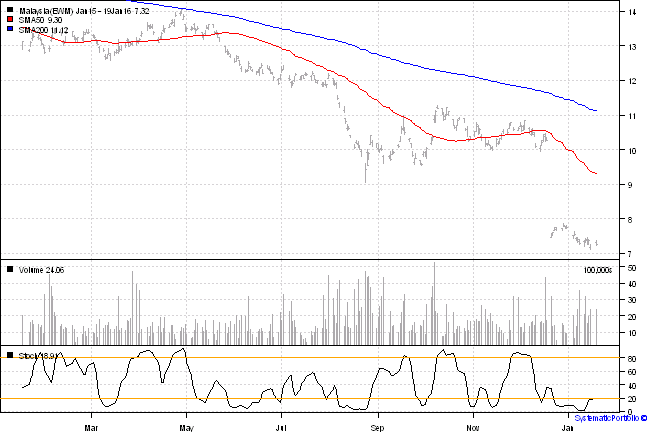 Malaysia(EWM) Jan15 - 19Jan16 7.32
SMA50 9.30
SMA200 11.12
14
13
12
11
10
9
8
7
Volume 24.06
100,000s
50
40
30
20
10
Stoch 18.91
80
60
40
20
0
Mar May Jul Sep Nov Jan
SystematicPortfolio ©